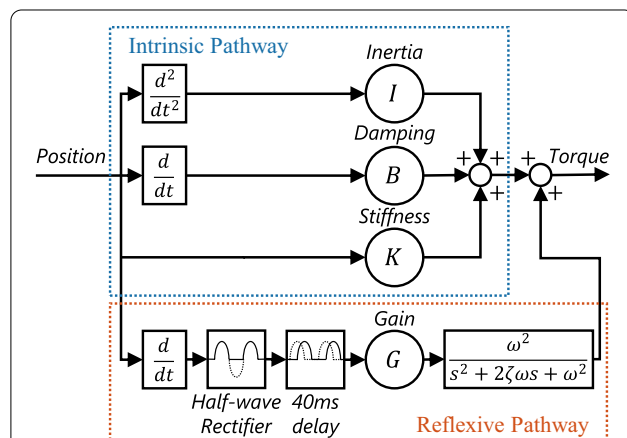 Intrinsic Pathway
Inertia
d²/dt²
I
Damping
Position
d/dt
B
+ + + +
Torque
Stiffness
+ +
K
Gain
d/dt
G
ω²/(s² + 2ζωs + ω²)
Half-wave
Rectifier
40ms
delay
Reflexive Pathway